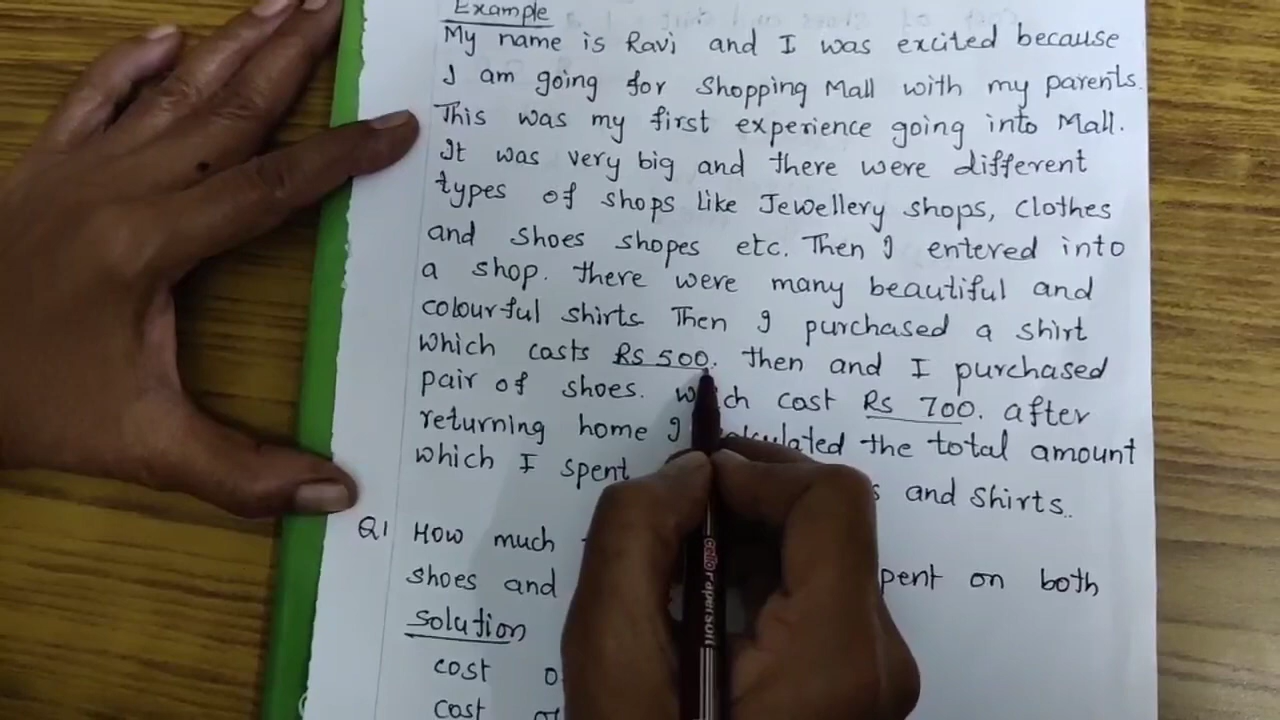 Example
My name is Ravi and I was excited because
I am going for Shopping Mall with my parents.
This was my first experience going into Mall.
It was very big and there were different
types of shops like Jewellery shops, clothes
and shoes shopes etc. Then I entered into
a shop. there were many beautiful and
colourful shirts Then I purchased a shirt
which costs Rs 500. then and I purchased
pair of shoes. which cost Rs 700. after
returning home I calculated the total amount
which I spent and Shirts..
Q1 How much
shoes and on both
Solution
cost
cost
cello